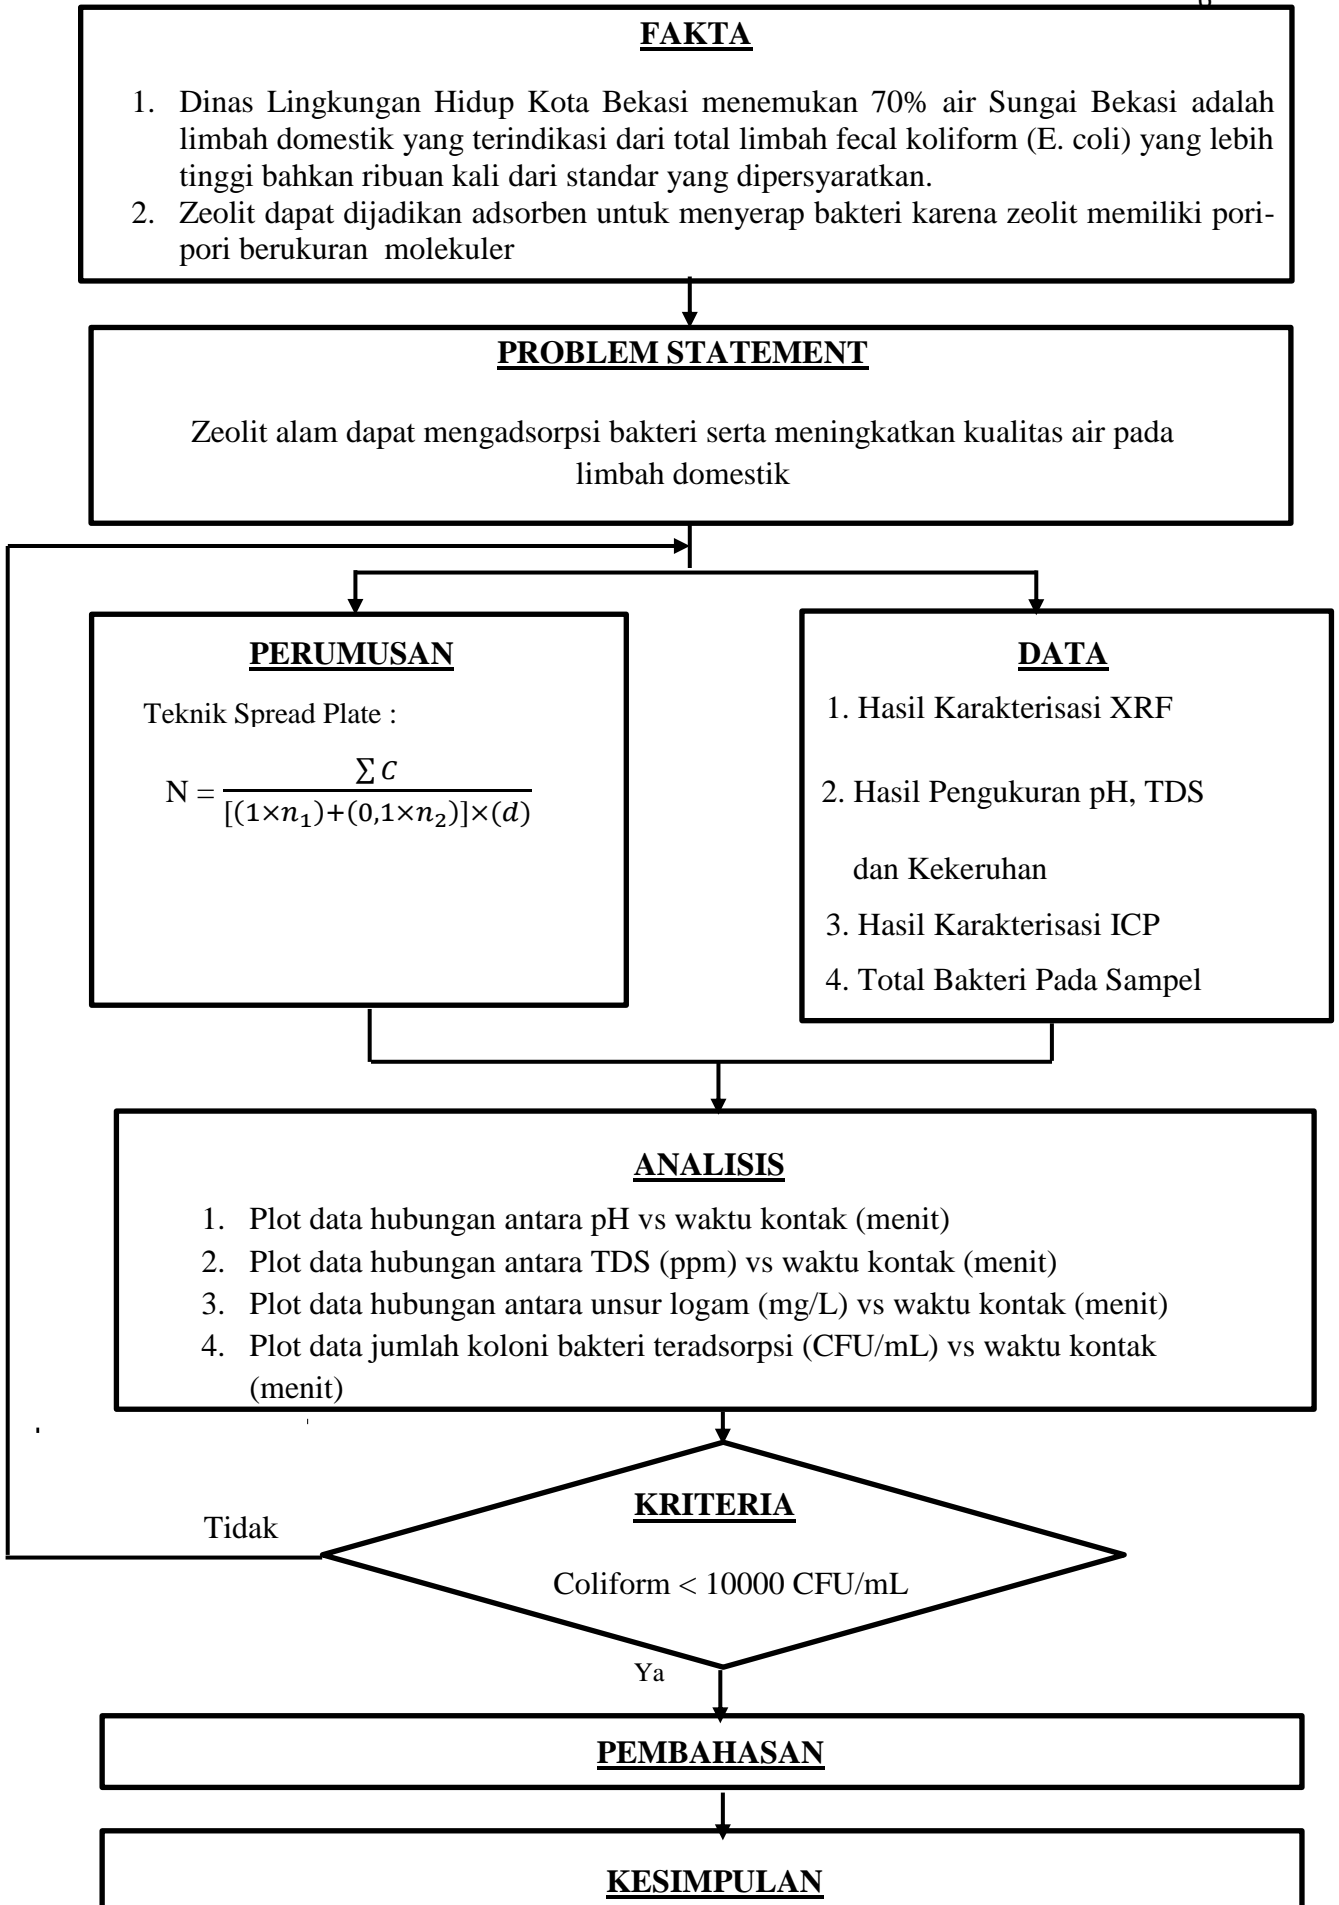 FAKTA
1. Dinas Lingkungan Hidup Kota Bekasi menemukan 70% air Sungai Bekasi adalah
limbah domestik yang terindikasi dari total limbah fecal koliform (E. coli) yang lebih
tinggi bahkan ribuan kali dari standar yang dipersyaratkan.
2. Zeolit dapat dijadikan adsorben untuk menyerap bakteri karena zeolit memiliki pori-
pori berukuran molekuler
PROBLEM STATEMENT
Zeolit alam dapat mengadsorpsi bakteri serta meningkatkan kualitas air pada
limbah domestik
PERUMUSAN
Teknik Spread Plate :
N = ∑ C / [(1×n₁)+(0,1×n₂)]×(d)
DATA
1. Hasil Karakterisasi XRF
2. Hasil Pengukuran pH, TDS
dan Kekeruhan
3. Hasil Karakterisasi ICP
4. Total Bakteri Pada Sampel
ANALISIS
1. Plot data hubungan antara pH vs waktu kontak (menit)
2. Plot data hubungan antara TDS (ppm) vs waktu kontak (menit)
3. Plot data hubungan antara unsur logam (mg/L) vs waktu kontak (menit)
4. Plot data jumlah koloni bakteri teradsorpsi (CFU/mL) vs waktu kontak
(menit)
KRITERIA
Tidak
Coliform < 10000 CFU/mL
Ya
PEMBAHASAN
KESIMPULAN